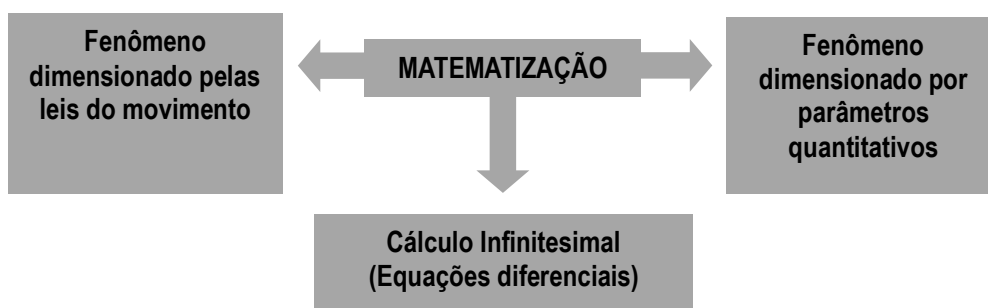 Fenômeno
dimensionado pelas
leis do movimento
MATEMATIZAÇÃO
Fenômeno
dimensionado por
parâmetros
quantitativos
Cálculo Infinitesimal
(Equações diferenciais)